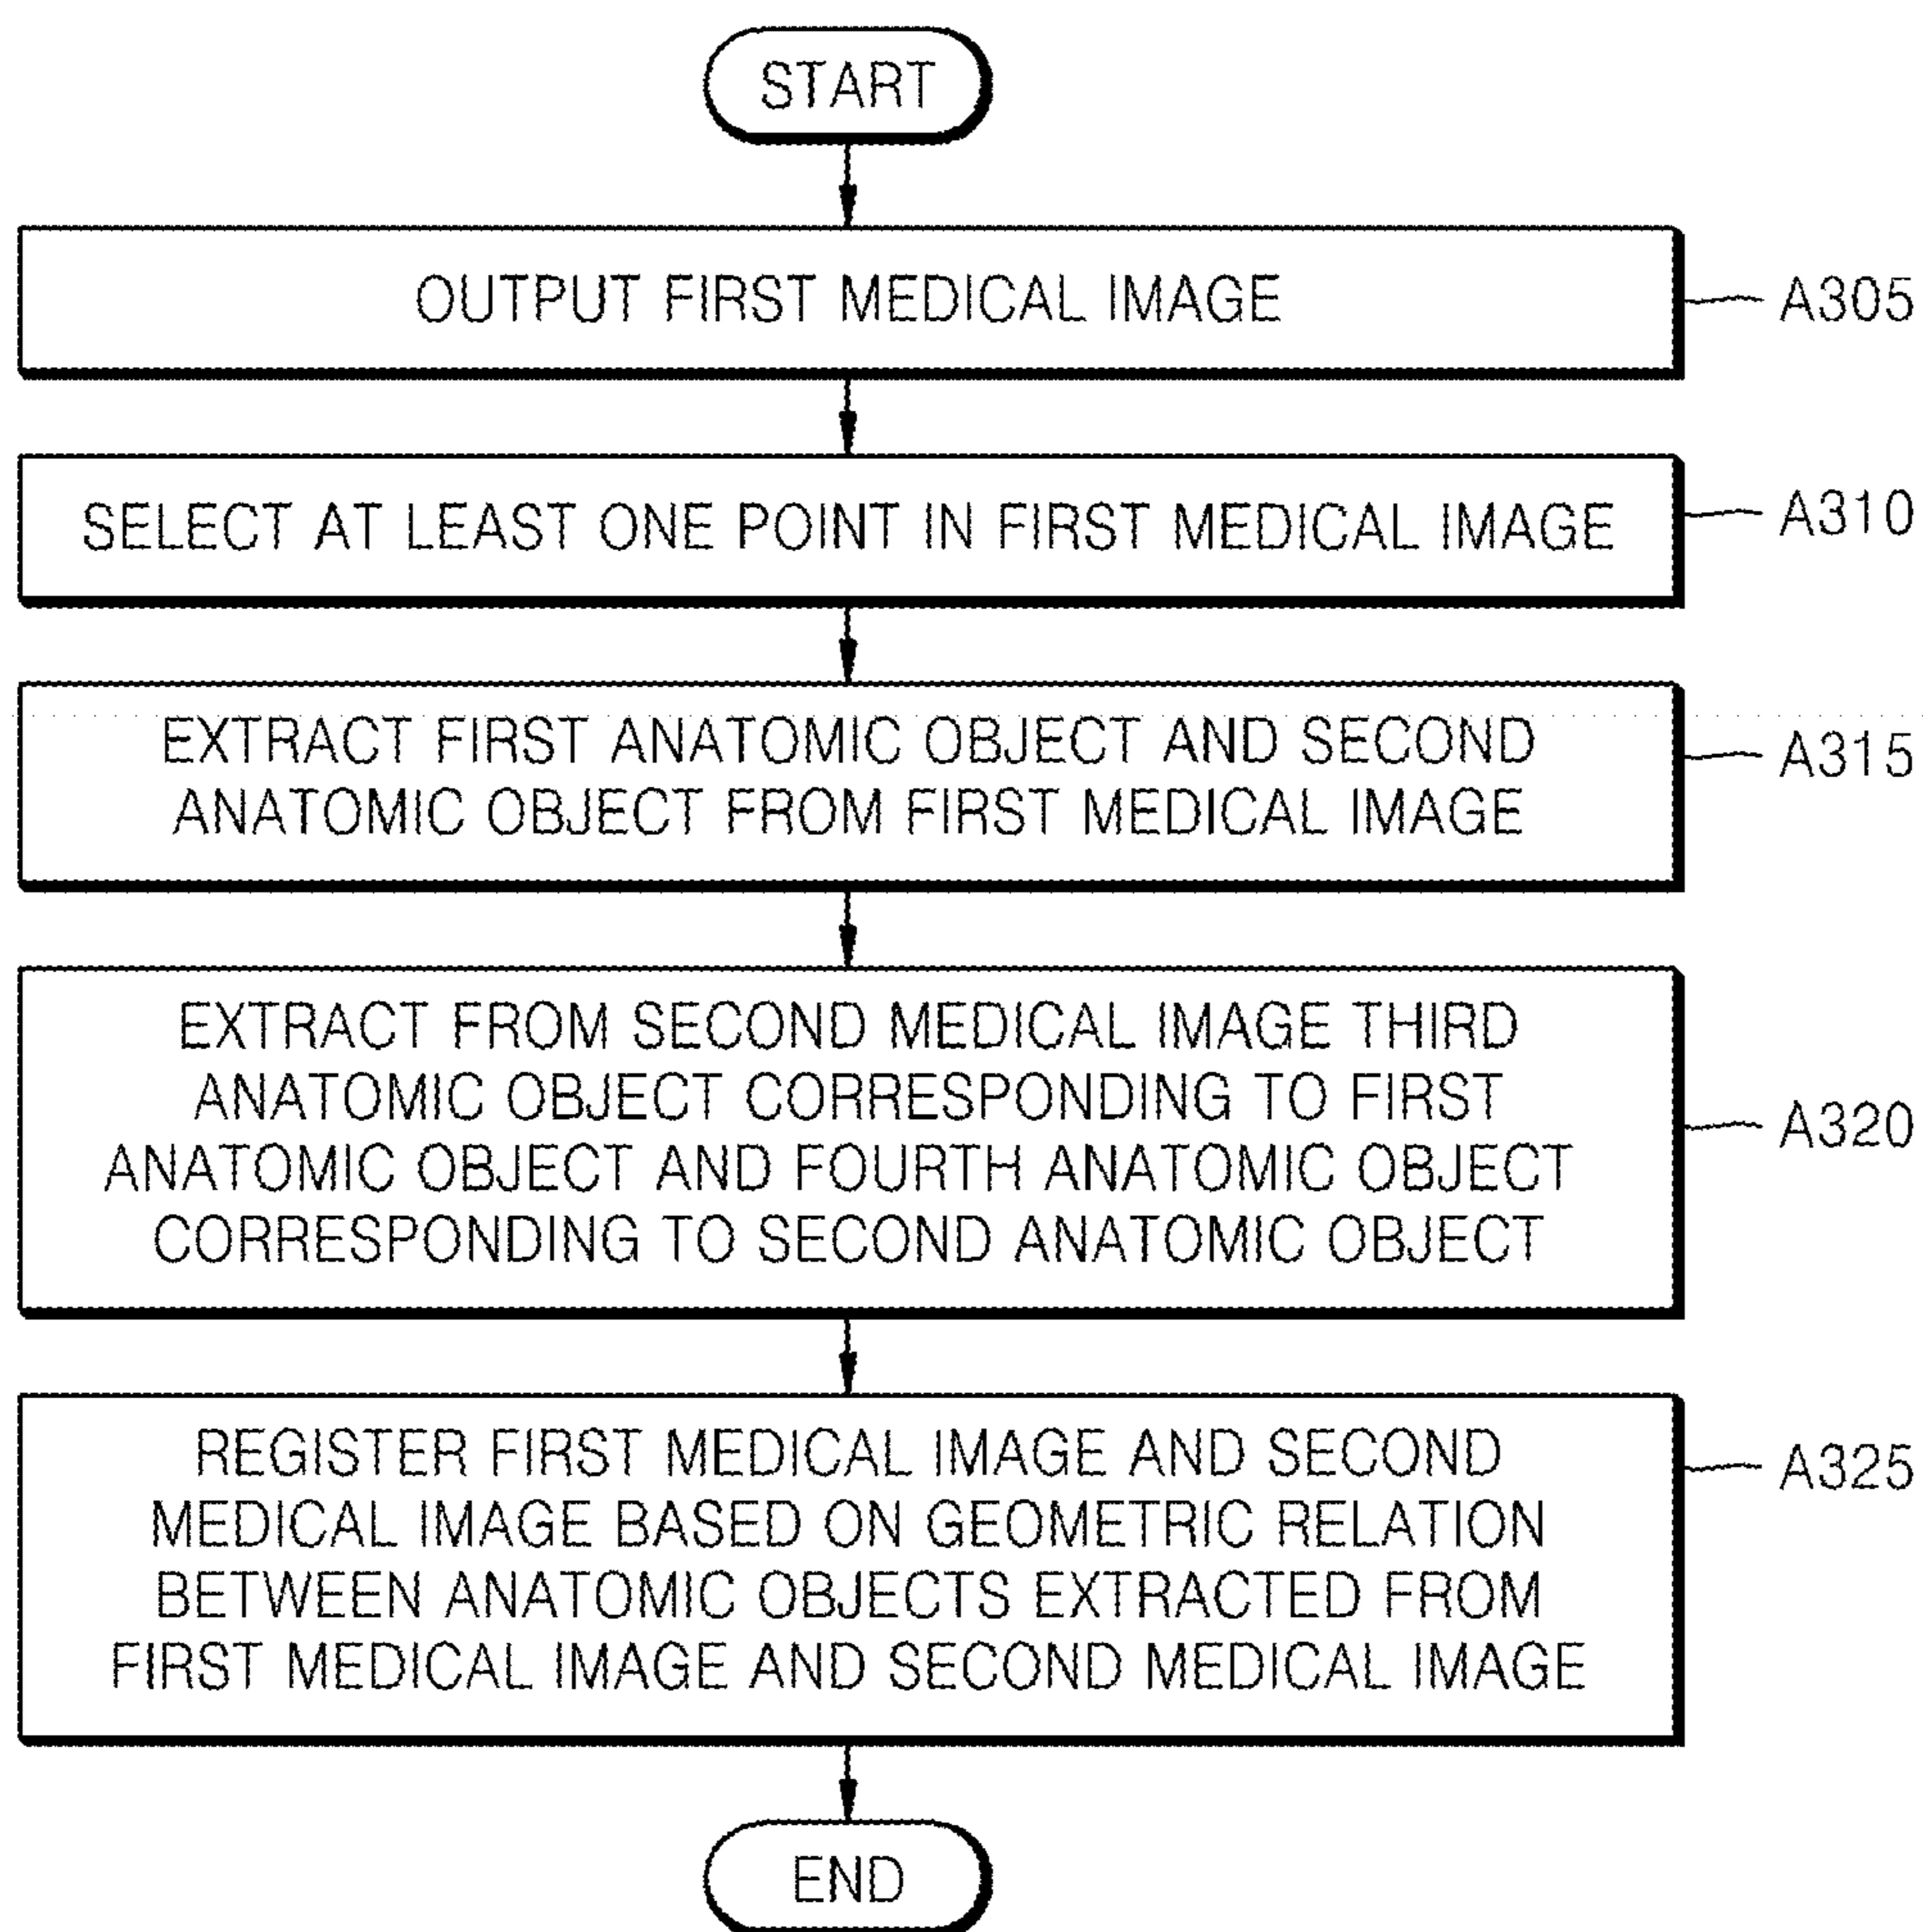 START
OUTPUT FIRST MEDICAL IMAGE
A305
SELECT AT LEAST ONE POINT IN FIRST MEDICAL IMAGE
A310
EXTRACT FIRST ANATOMIC OBJECT AND SECOND
ANATOMIC OBJECT FROM FIRST MEDICAL IMAGE
A315
EXTRACT FROM SECOND MEDICAL IMAGE THIRD
ANATOMIC OBJECT CORRESPONDING TO FIRST
ANATOMIC OBJECT AND FOURTH ANATOMIC OBJECT
CORRESPONDING TO SECOND ANATOMIC OBJECT
A320
REGISTER FIRST MEDICAL IMAGE AND SECOND
MEDICAL IMAGE BASED ON GEOMETRIC RELATION
BETWEEN ANATOMIC OBJECTS EXTRACTED FROM
FIRST MEDICAL IMAGE AND SECOND MEDICAL IMAGE
A325
END